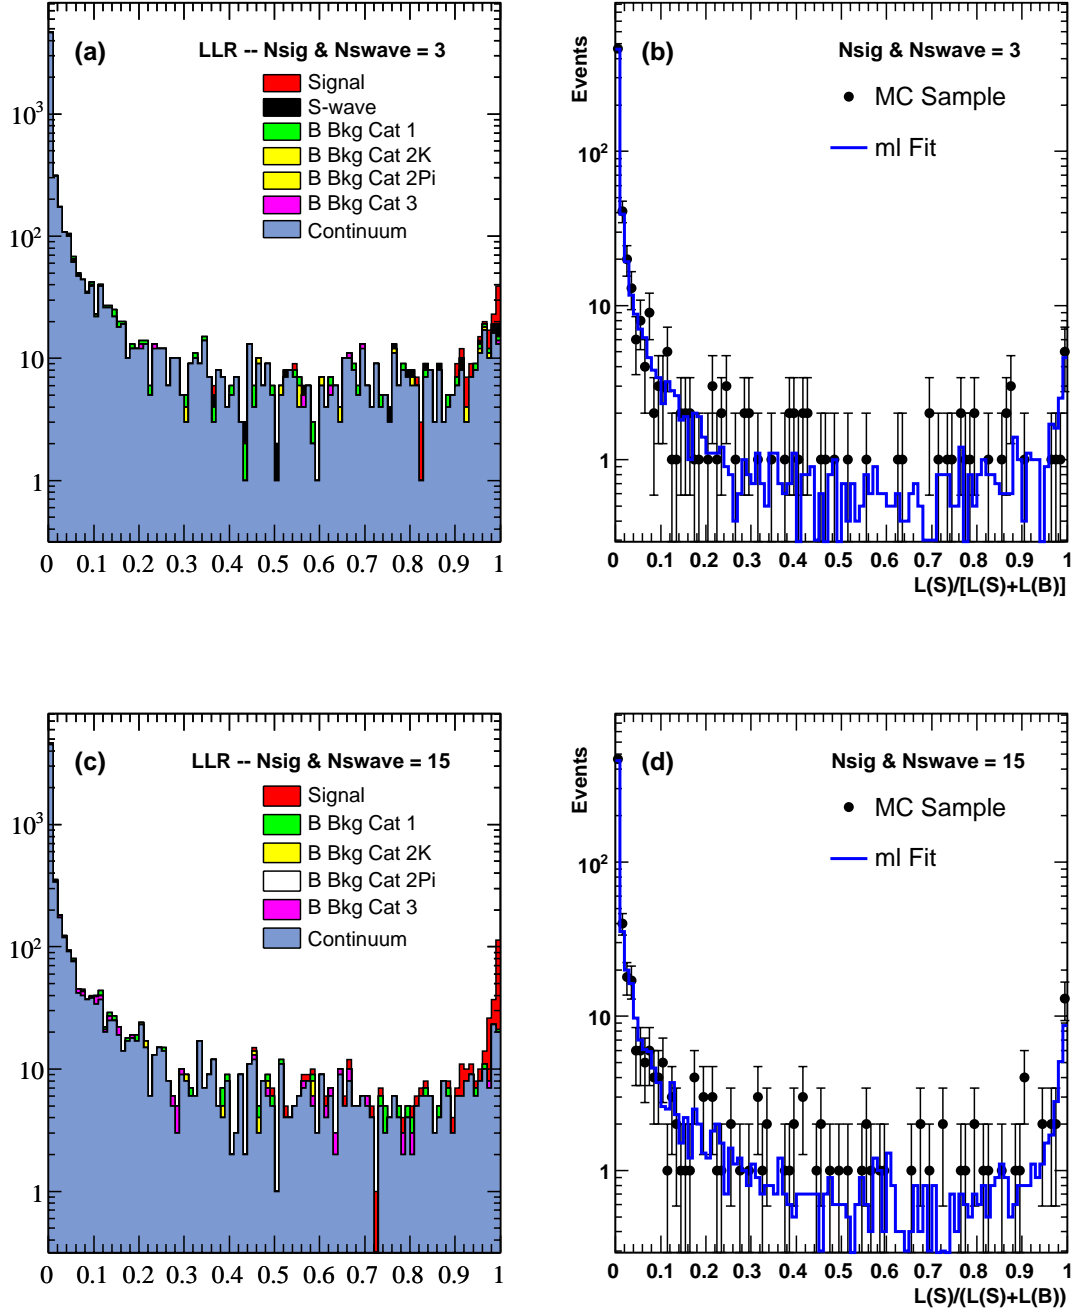 (a)
LLR -- Nsig & Nswave = 3
Signal
S-wave
B Bkg Cat 1
B Bkg Cat 2K
B Bkg Cat 2Pi
B Bkg Cat 3
Continuum
10³
10²
10
1
0 0.1 0.2 0.3 0.4 0.5 0.6 0.7 0.8 0.9 1
Events
(b)
Nsig & Nswave = 3
MC Sample
ml Fit
10²
10
1
0 0.1 0.2 0.3 0.4 0.5 0.6 0.7 0.8 0.9 1
L(S)/[L(S)+L(B)]
(c)
LLR -- Nsig & Nswave = 15
Signal
B Bkg Cat 1
B Bkg Cat 2K
B Bkg Cat 2Pi
B Bkg Cat 3
Continuum
10³
10²
10
1
0 0.1 0.2 0.3 0.4 0.5 0.6 0.7 0.8 0.9 1
Events
(d)
Nsig & Nswave = 15
MC Sample
ml Fit
10²
10
1
0 0.1 0.2 0.3 0.4 0.5 0.6 0.7 0.8 0.9 1
L(S)/(L(S)+L(B))